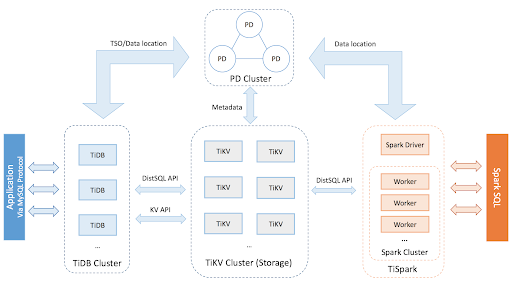 PD
TSO/Data location
Data location
PD
PD
PD Cluster
Metadata
Application
Via MySQL Protocol
TiDB
TiDB
TiDB
...
TiDB Cluster
DistSQL API
KV API
TiKV
TiKV
TiKV
TiKV
TiKV
TiKV
...
TiKV Cluster (Storage)
DistSQL API
Spark Driver
Worker
Worker
Worker
...
Spark Cluster
TiSpark
Spark SQL